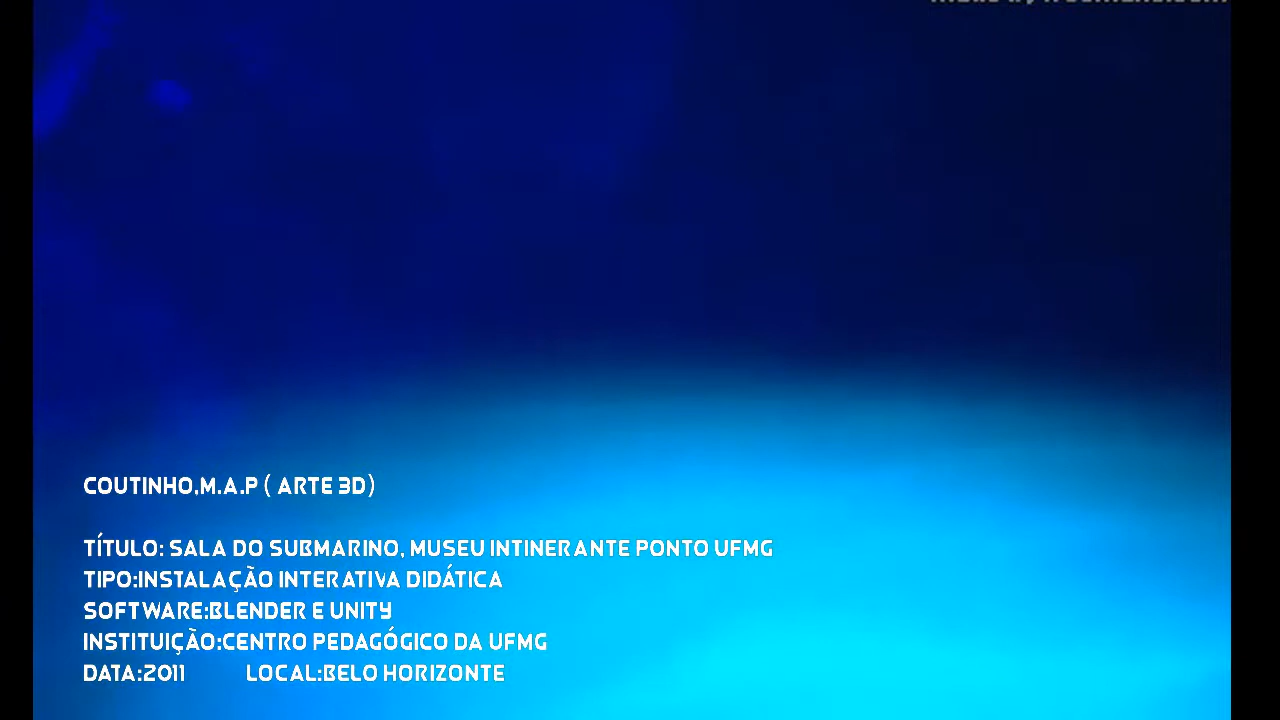 COUTINHO,M.A.P ( ARTE 3D)
TÍTULO: SALA DO SUBMARINO, MUSEU INTINERANTE PONTO UFMG
TIPO:INSTALAÇÃO INTERATIVA DIDÁTICA
SOFTWARE:BLENDER E UNITY
INSTITUIÇÃO:CENTRO PEDAGÓGICO DA UFMG
DATA:2011 LOCAL:BELO HORIZONTE